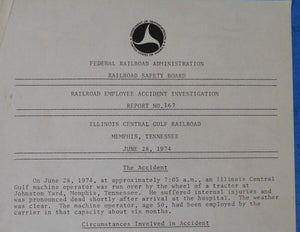 FEDERAL RAILROAD ADMINISTRATION
RAILROAD SAFETY BOARD
RAILROAD EMPLOYEE ACCIDENT INVESTIGATION
REPORT NO. 167
ILLINOIS CENTRAL GULF RAILROAD
MEMPHIS, TENNESSEE
JUNE 28, 1974
The Accident
On June 28, 1974, at approximately 7:05 a.m., an Illinois Central
Gulf machine operator was run over by the wheel of a tractor at
Johnston Yard, Memphis, Tennessee. He suffered internal injuries and
was pronounced dead shortly after arrival at the hospital. The weather
was clear. The machine operator, age 50, had been employed by the
carrier in that capacity about six months.
Circumstances Involved in Accident